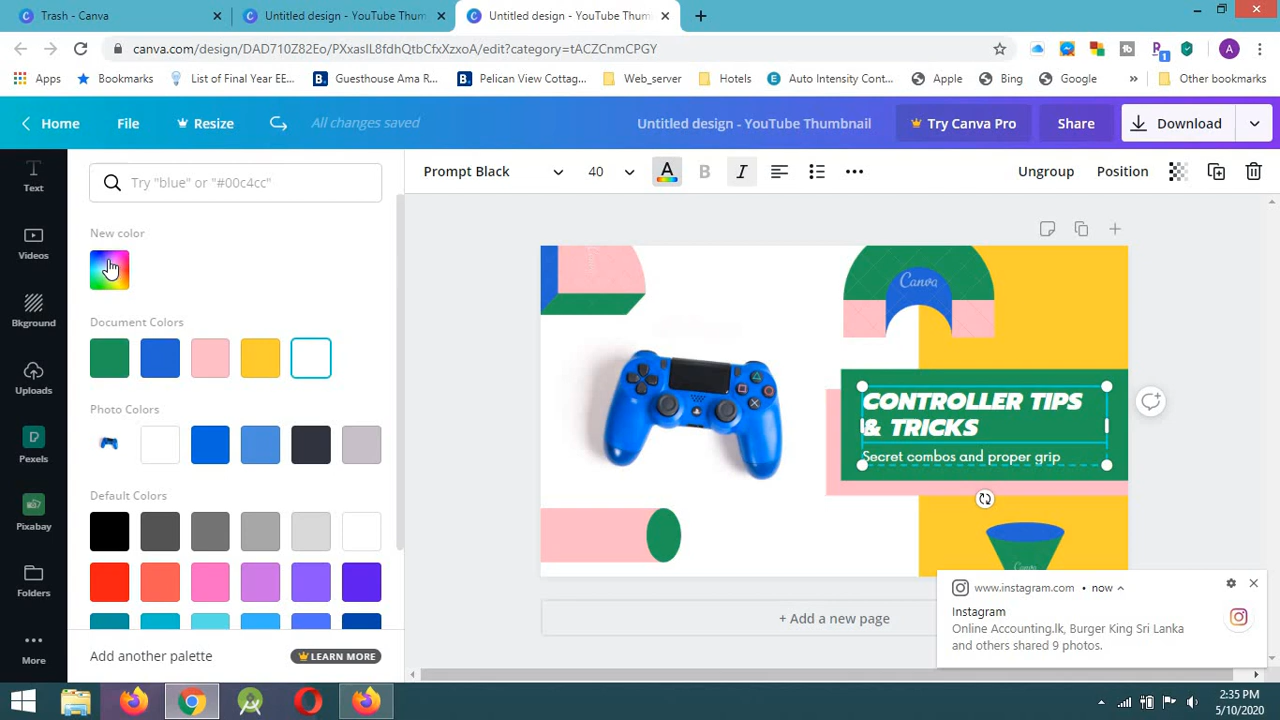 Trash - Canva
Untitled design - YouTube Thum
Untitled design - YouTube Thum
canva.com/design/DAD710Z82Eo/PXxasIL8fdhQtbCfxXzxoA/edit?category=tACZCnmCPGY
A
1
Apps
Bookmarks
List of Final Year EE...
Guesthouse Ama R...
Pelican View Cottag...
Web_server
Hotels
Auto Intensity Cont...
Apple
Bing
Google
Other bookmarks
Home
File
Resize
All changes saved
Untitled design - YouTube Thumbnail
Try Canva Pro
Share
Download
Text
Videos
Bkground
Uploads
Pexels
Pixabay
Folders
More
Try "blue" or "#00c4cc"
New color
Document Colors
Photo Colors
Default Colors
Add another palette
LEARN MORE
Prompt Black
40
A
B
I
Ungroup
Position
Canva
CONTROLLER TIPS
& TRICKS
Secret combos and proper grip
+ Add a new page
www.instagram.com • now
Instagram
Online Accounting.lk, Burger King Sri Lanka
and others shared 9 photos.
2:35 PM
5/10/2020